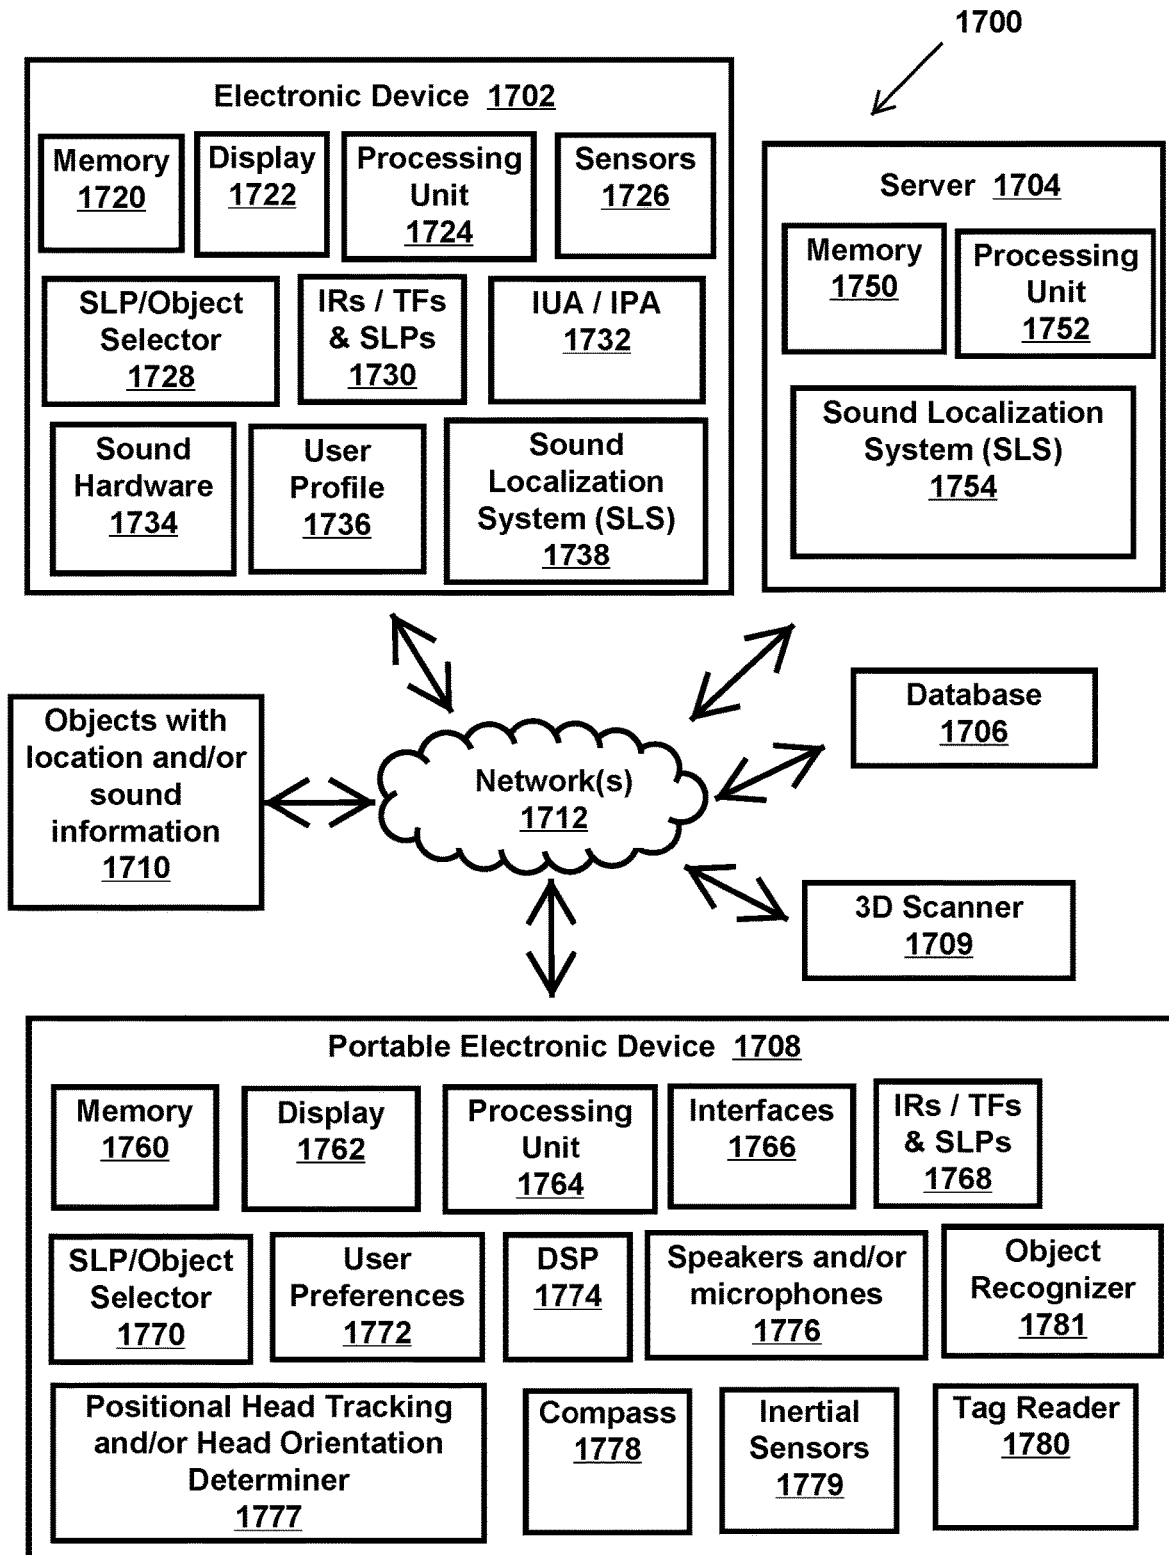 1700
Electronic Device 1702
Memory
1720
Display
1722
Processing
Unit
1724
Sensors
1726
SLP/Object
Selector
1728
IRs / TFs
& SLPs
1730
IUA / IPA
1732
Sound
Hardware
1734
User
Profile
1736
Sound
Localization
System (SLS)
1738
Server 1704
Memory
1750
Processing
Unit
1752
Sound Localization
System (SLS)
1754
Objects with
location and/or
sound
information
1710
Network(s)
1712
Database
1706
3D Scanner
1709
Portable Electronic Device 1708
Memory
1760
Display
1762
Processing
Unit
1764
Interfaces
1766
IRs / TFs
& SLPs
1768
SLP/Object
Selector
1770
User
Preferences
1772
DSP
1774
Speakers and/or
microphones
1776
Object
Recognizer
1781
Positional Head Tracking
and/or Head Orientation
Determiner
1777
Compass
1778
Inertial
Sensors
1779
Tag Reader
1780